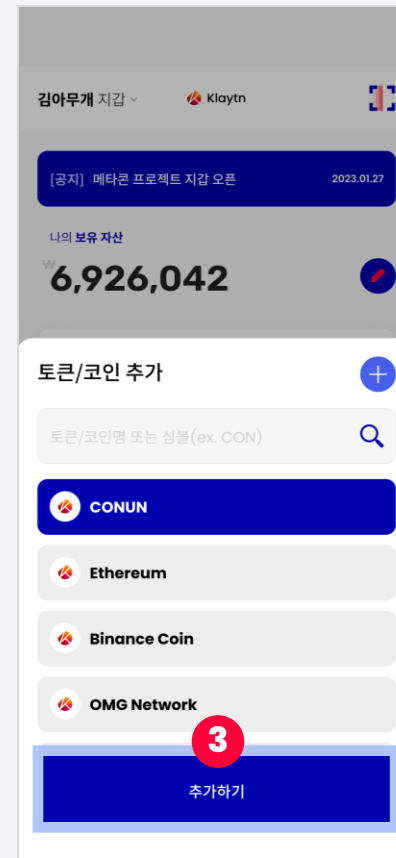 김아무개 지갑 Klaytn
[공지] 메타콘 프로젝트 지갑 오픈 2023.01.27
나의 보유 자산
₩6,926,042
토큰/코인 추가
토큰/코인명 또는 심볼(ex. CON)
CONUN
Ethereum
Binance Coin
OMG Network
3
추가하기